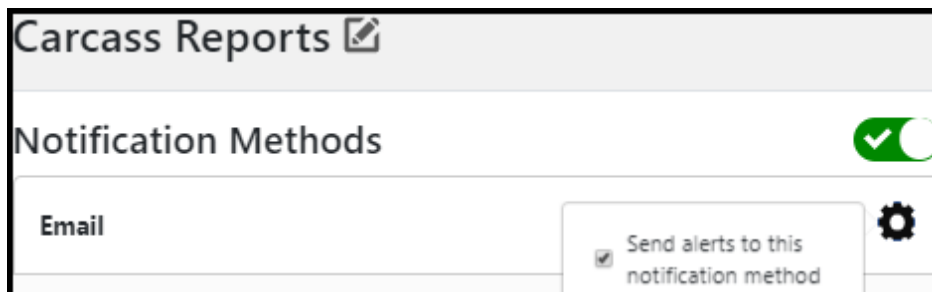 Carcass Reports
Notification Methods
Email
Send alerts to this
notification method